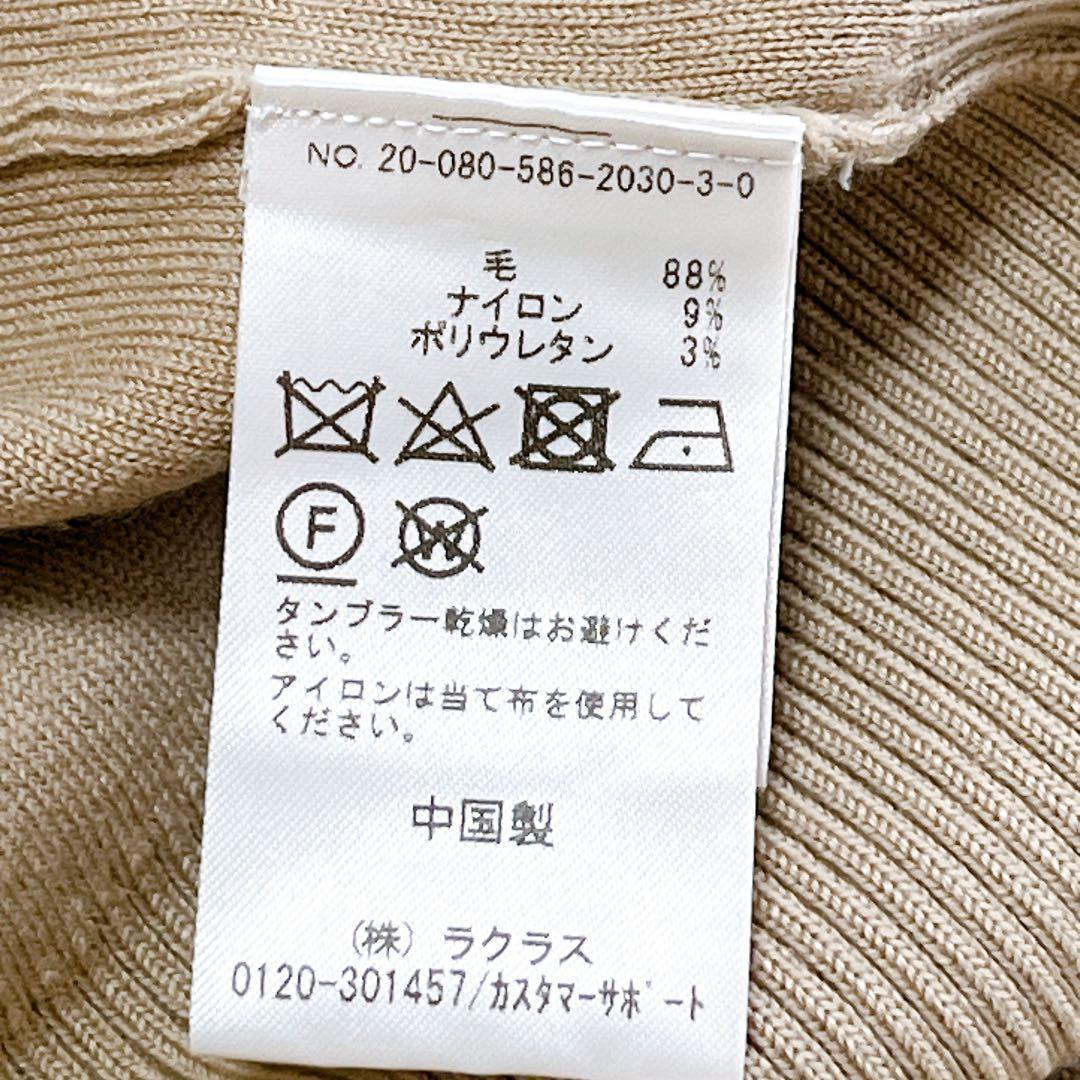 NO. 20-080-586-2030-3-0
毛 88%
ナイロン 9%
ポリウレタン 3%
F W
タンブラー乾燥はお避けくだ
さい。
アイロンは当て布を使用して
ください。
中国製
(株) ラクラス
0120-301457/カスタマーサポート